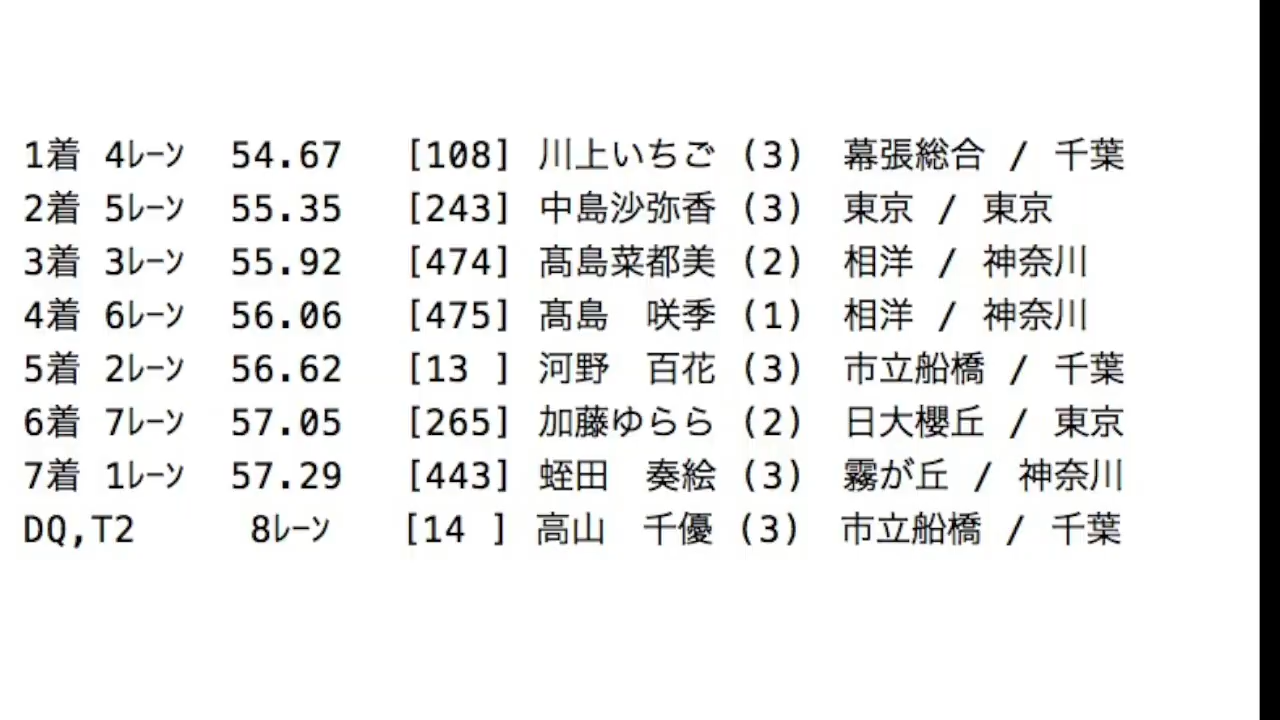 1着 4レーン 54.67 [108] 川上いちご (3) 幕張総合 / 千葉
2着 5レーン 55.35 [243] 中島沙弥香 (3) 東京 / 東京
3着 3レーン 55.92 [474] 髙島菜都美 (2) 相洋 / 神奈川
4着 6レーン 56.06 [475] 髙島 咲季 (1) 相洋 / 神奈川
5着 2レーン 56.62 [13 ] 河野 百花 (3) 市立船橋 / 千葉
6着 7レーン 57.05 [265] 加藤ゆらら (2) 日大櫻丘 / 東京
7着 1レーン 57.29 [443] 蛭田 奏絵 (3) 霧が丘 / 神奈川
DQ,T2 8レーン [14 ] 高山 千優 (3) 市立船橋 / 千葉